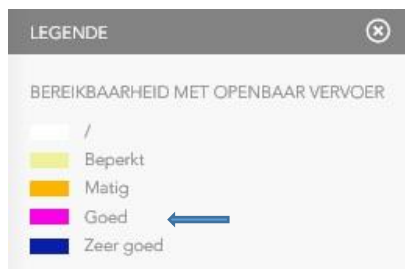 LEGENDE
BEREIKBAARHEID MET OPENBAAR VERVOER
/
Beperkt
Matig
Goed
Zeer goed